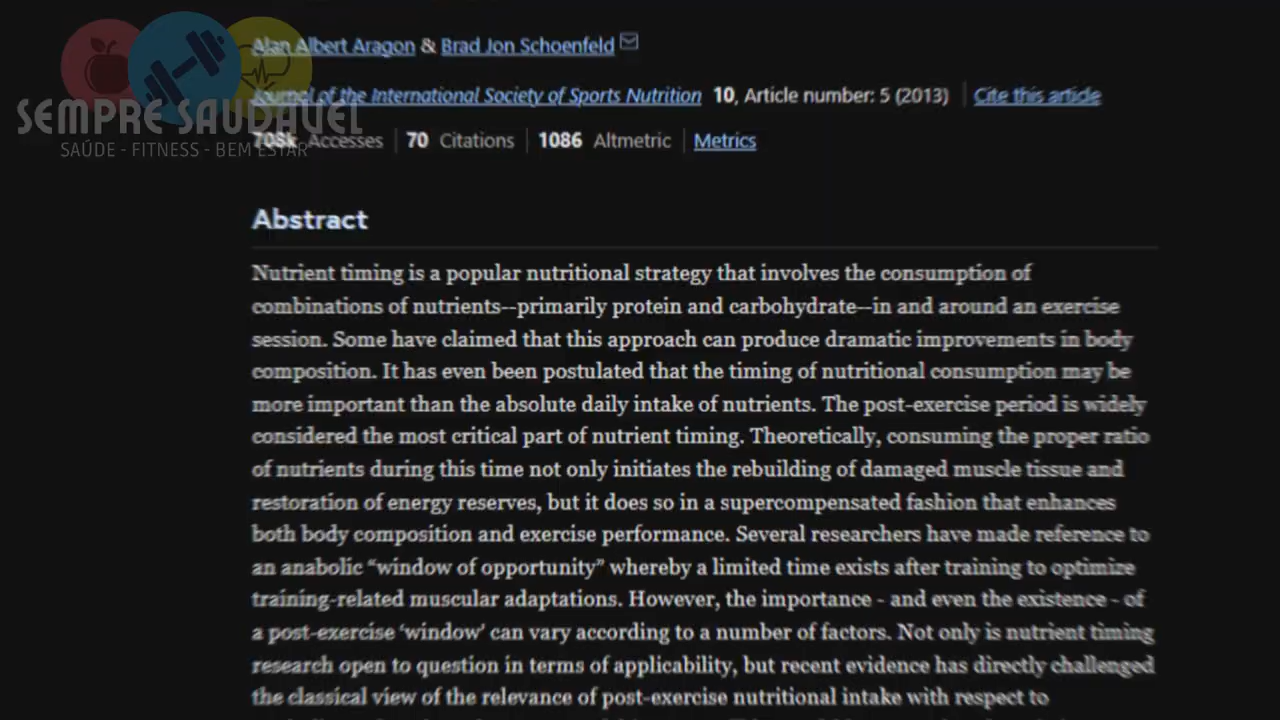 Alan Albert Aragon & Brad Jon Schoenfeld
Journal of the International Society of Sports Nutrition 10, Article number: 5 (2013) Cite this article
SEMPRE SAUDÁVEL
708k Accesses 70 Citations 1086 Altmetric Metrics
SAÚDE - FITNESS - BEM ESTAR
Abstract
Nutrient timing is a popular nutritional strategy that involves the consumption of
combinations of nutrients--primarily protein and carbohydrate--in and around an exercise
session. Some have claimed that this approach can produce dramatic improvements in body
composition. It has even been postulated that the timing of nutritional consumption may be
more important than the absolute daily intake of nutrients. The post-exercise period is widely
considered the most critical part of nutrient timing. Theoretically, consuming the proper ratio
of nutrients during this time not only initiates the rebuilding of damaged muscle tissue and
restoration of energy reserves, but it does so in a supercompensated fashion that enhances
both body composition and exercise performance. Several researchers have made reference to
an anabolic “window of opportunity” whereby a limited time exists after training to optimize
training-related muscular adaptations. However, the importance - and even the existence - of
a post-exercise ‘window’ can vary according to a number of factors. Not only is nutrient timing
research open to question in terms of applicability, but recent evidence has directly challenged
the classical view of the relevance of post-exercise nutritional intake with respect to